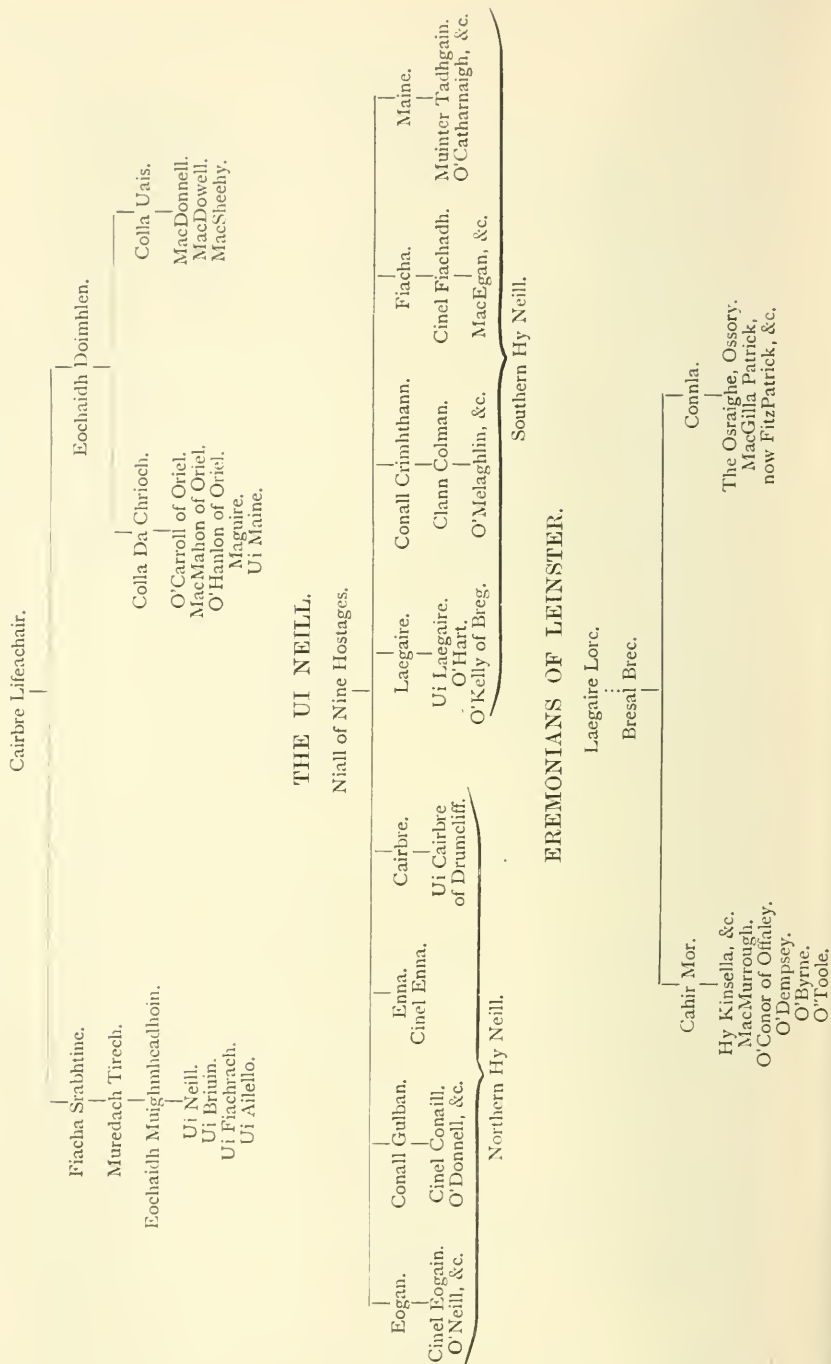 Cairbre Lifeachair.
Fiacha Srabhtine.
Muredach Tirech.
Eochaidh Muighmheadhoin.
Ui Neill.
Ui Briuin.
Ui Fiachrach.
Ui Ailello.
Eochaidh Doimhlen.
Colla Da Chrioch.
O'Carroll of Oriel.
MacMahon of Oriel.
O'Hanlon of Oriel.
Maguire.
Ui Maine.
Colla Uais.
MacDonnell.
MacDowell.
MacSheehy.
THE UI NEILL.
Niall of Nine Hostages.
Eogan.
Cinel Eogain.
O'Neill, &c.
Conall Gulban.
Cinel Conaill.
O'Donnell, &c.
Enna.
Cinel Enna.
Cairbre.
Ui Cairbre
of Drumcliff.
Northern Hy Neill.
Laegaire.
Ui Laegaire.
O'Hart.
O'Kelly of Breg.
Conall Crimhthann.
Clann Colman.
O'Melaghlin, &c.
Fiacha.
Cinel Fiachadh.
MacEgan, &c.
Maine.
Muinter Tadhgain.
O'Catharnaigh, &c.
Southern Hy Neill.
EREMONIANS OF LEINSTER.
Laegaire Lorc.
Bresal Brec.
Cahir Mor.
Hy Kinsella, &c.
MacMurrough.
O'Conor of Offaley.
O'Dempsey.
O'Byrne.
O'Toole.
Connla.
The Osraighe, Ossory.
MacGilla Patrick,
now FitzPatrick, &c.